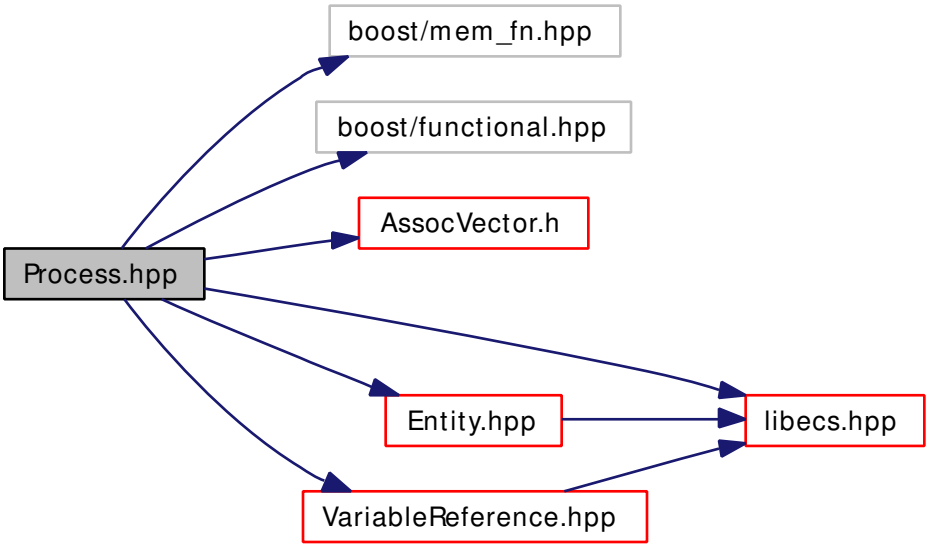 boost/mem_fn.hpp
boost/functional.hpp
AssocVector.h
Process.hpp
Entity.hpp
libecs.hpp
VariableReference.hpp